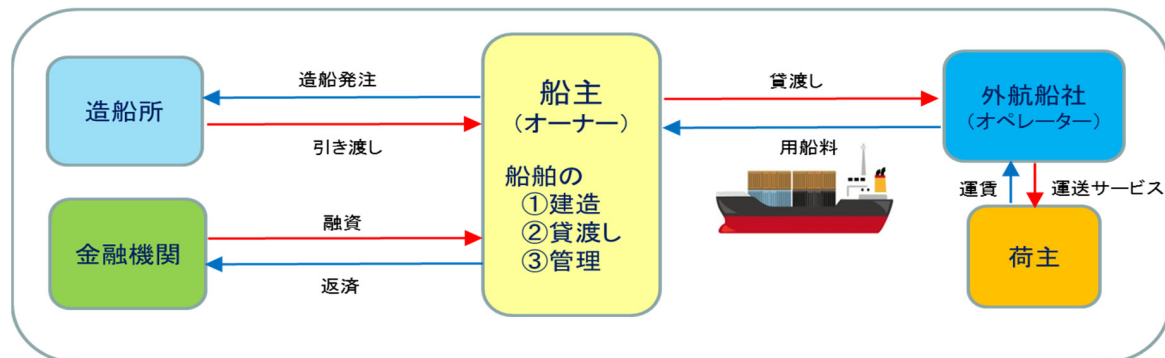 造船所
造船発注
引き渡し
金融機関
融資
返済
船主
（オーナー）
船舶の
①建造
②貸渡し
③管理
貸渡し
用船料
外航船社
（オペレーター）
運賃
運送サービス
荷主